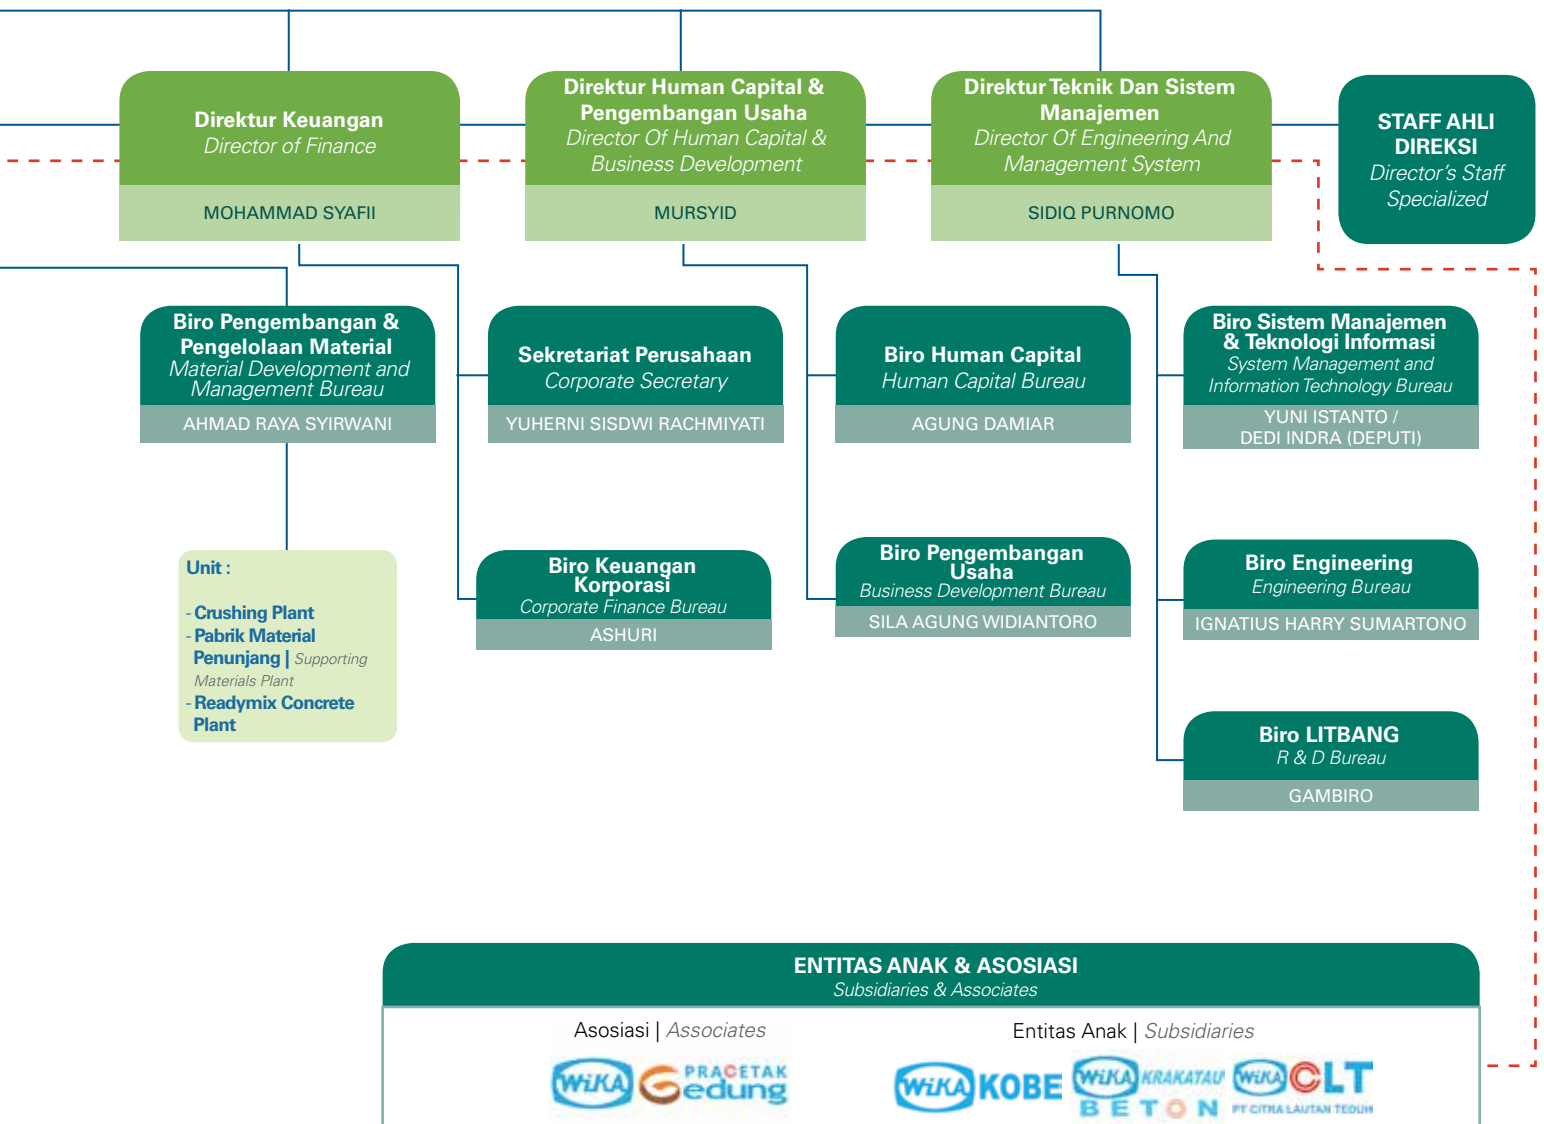 Direktur Keuangan
Director of Finance
MOHAMMAD SYAFII
Direktur Human Capital &
Pengembangan Usaha
Director Of Human Capital &
Business Development
MURSYID
Direktur Teknik Dan Sistem
Manajemen
Director Of Engineering And
Management System
SIDIQ PURNOMO
STAFF AHLI
DIREKSI
Director's Staff
Specialized
Biro Pengembangan &
Pengelolaan Material
Material Development and
Management Bureau
AHMAD RAYA SYIRWANI
Sekretariat Perusahaan
Corporate Secretary
YUHERNI SISDWI RACHMIYATI
Biro Human Capital
Human Capital Bureau
AGUNG DAMIAR
Biro Sistem Manajemen
& Teknologi Informasi
System Management and
Information Technology Bureau
YUNI ISTANTO /
DEDI INDRA (DEPUTI)
Unit :
- Crushing Plant
- Pabrik Material
Penunjang | Supporting
Materials Plant
- Readymix Concrete
Plant
Biro Keuangan
Korporasi
Corporate Finance Bureau
ASHURI
Biro Pengembangan
Usaha
Business Development Bureau
SILA AGUNG WIDIANTORO
Biro Engineering
Engineering Bureau
IGNATIUS HARRY SUMARTONO
Biro LITBANG
R & D Bureau
GAMBIRO
ENTITAS ANAK & ASOSIASI
Subsidiaries & Associates
Asosiasi | Associates
WIKA PRACETAK
Gedung
Entitas Anak | Subsidiaries
WIKA KOBE
WIKA KRAKATAU
BETON
WIKA CLT
PT CITRA LAUTAN TEDUH